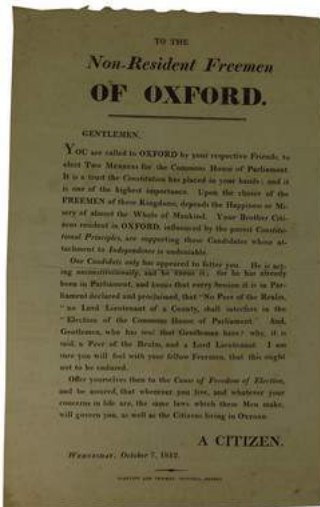 TO THE
Non-Resident Freemen
OF OXFORD.
GENTLEMEN,
YOU are called to OXFORD by your respective Friends, to
elect Two MEMBERS for the Commons House of Parliament.
It is a trust the Constitution has placed in your hands; and it
is one of the highest importance. Upon the choice of the
FREEMEN of these Kingdoms, depends the Happiness or Mi-
sery of almost the Whole of Mankind. Your Brother Citi-
zens resident in OXFORD, influenced by the purest Constitu-
tional Principles, are supporting those Candidates whose at-
tachment to Independence is undeniable.
One Candidate only has appeared to fetter you. He is act-
ing unconstitutionally, and he knows it; for he has already
been in Parliament, and knows that every Session it is in Par-
liament declared and proclaimed, that "No Peer of the Realm,
"no Lord Lieutenant of a County, shall interfere in the
"Election of the Commons House of Parliament." And,
Gentlemen, who has sent that Gentleman here? why, it is
said, a Peer of the Realm, and a Lord Lieutenant. I am
sure you will feel with your fellow Freemen, that this ought
not to be endured.
Offer yourselves then to the Cause of Freedom of Election,
and be assured, that wherever you live, and whatever your
concerns in life are, the same laws which these Men make,
will govern you, as well as the Citizens living in OXFORD.
A CITIZEN.
WEDNESDAY, October 7, 1812.